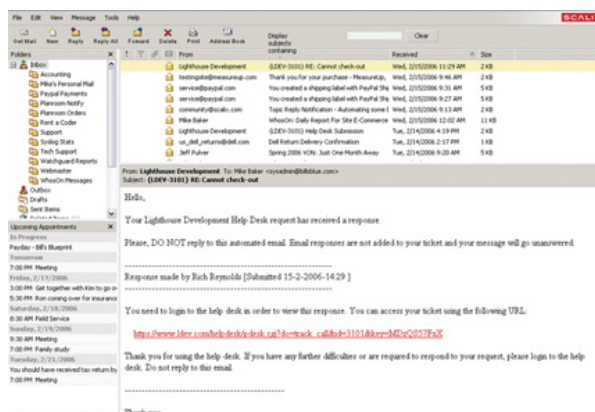 File Edit View Message Tools Help
SCALIX
Get Mail New Reply Reply All Forward Delete Print Address Book
Display subjects containing
Clear
Folders
From Received Size
Inbox
Accounting
Mike's Personal Mail
Paypal Payments
Planroom Notify
Planroom Orders
Rent a Coder
Support
Syslog Stats
Tech Support
Watchguard Reports
Webmaster
WhosOn Messages
Outbox
Drafts
Sent Items
Lighthouse Development (LDEV-3101) RE: Cannot check-out Wed, 2/15/2006 11:29 AM 2 KB
testingsite@measureup.com Thank you for your purchase - MeasureUp, Wed, 2/15/2006 9:46 AM 2 KB
service@paypal.com You created a shipping label with PayPal Wed, 2/15/2006 9:31 AM 5 KB
service@paypal.com You created a shipping label with PayPal Wed, 2/15/2006 9:27 AM 5 KB
community@scalix.com Topic Reply Notification - Automating some Wed, 2/15/2006 9:13 AM 2 KB
Mike Baker WhosOn: Daily Report For Site E-Commerce Wed, 2/15/2006 12:02 AM 11 KB
Lighthouse Development (LDEV-3101) Help Desk Submission Tue, 2/14/2006 4:19 PM 2 KB
us_dell_returns@dell.com Dell Return Delivery Confirmation Tue, 2/14/2006 2:17 PM 1 KB
Jeff Pulver Spring 2006 VON: Just One Month Away Tue, 2/14/2006 9:20 AM 5 KB
From: Lighthouse Development To: Mike Baker <sysadmin@billsblue.com>
Subject: (LDEV-3101) RE: Cannot check-out
Hello,
Your Lighthouse Development Help Desk request has received a response.
Please, DO NOT reply to this automated email. Email responses are not added to your ticket and your message will go unanswered.
Response made by Rich Reynolds [Submitted 15-2-2006-14:29 ]
You need to login to the help desk in order to view this response. You can access your ticket using the following URL:
Thank you for using the help desk. If you have any further difficulties or are required to respond to your request, please login to the help
desk. Do not reply to this email.
Upcoming Appointments
In Progress
Payday - Bill's Blueprint
Tomorrow
7:00 PM Meeting
Friday, 2/17/2006
3:00 PM Get together with Kim to go
5:30 PM Ron coming over for insurance
Saturday, 2/18/2006
8:30 AM Field Service
Sunday, 2/19/2006
9:30 AM Meeting
7:00 PM Family study
Tuesday, 2/21/2006
You should have received tax return by
7:00 PM Meeting